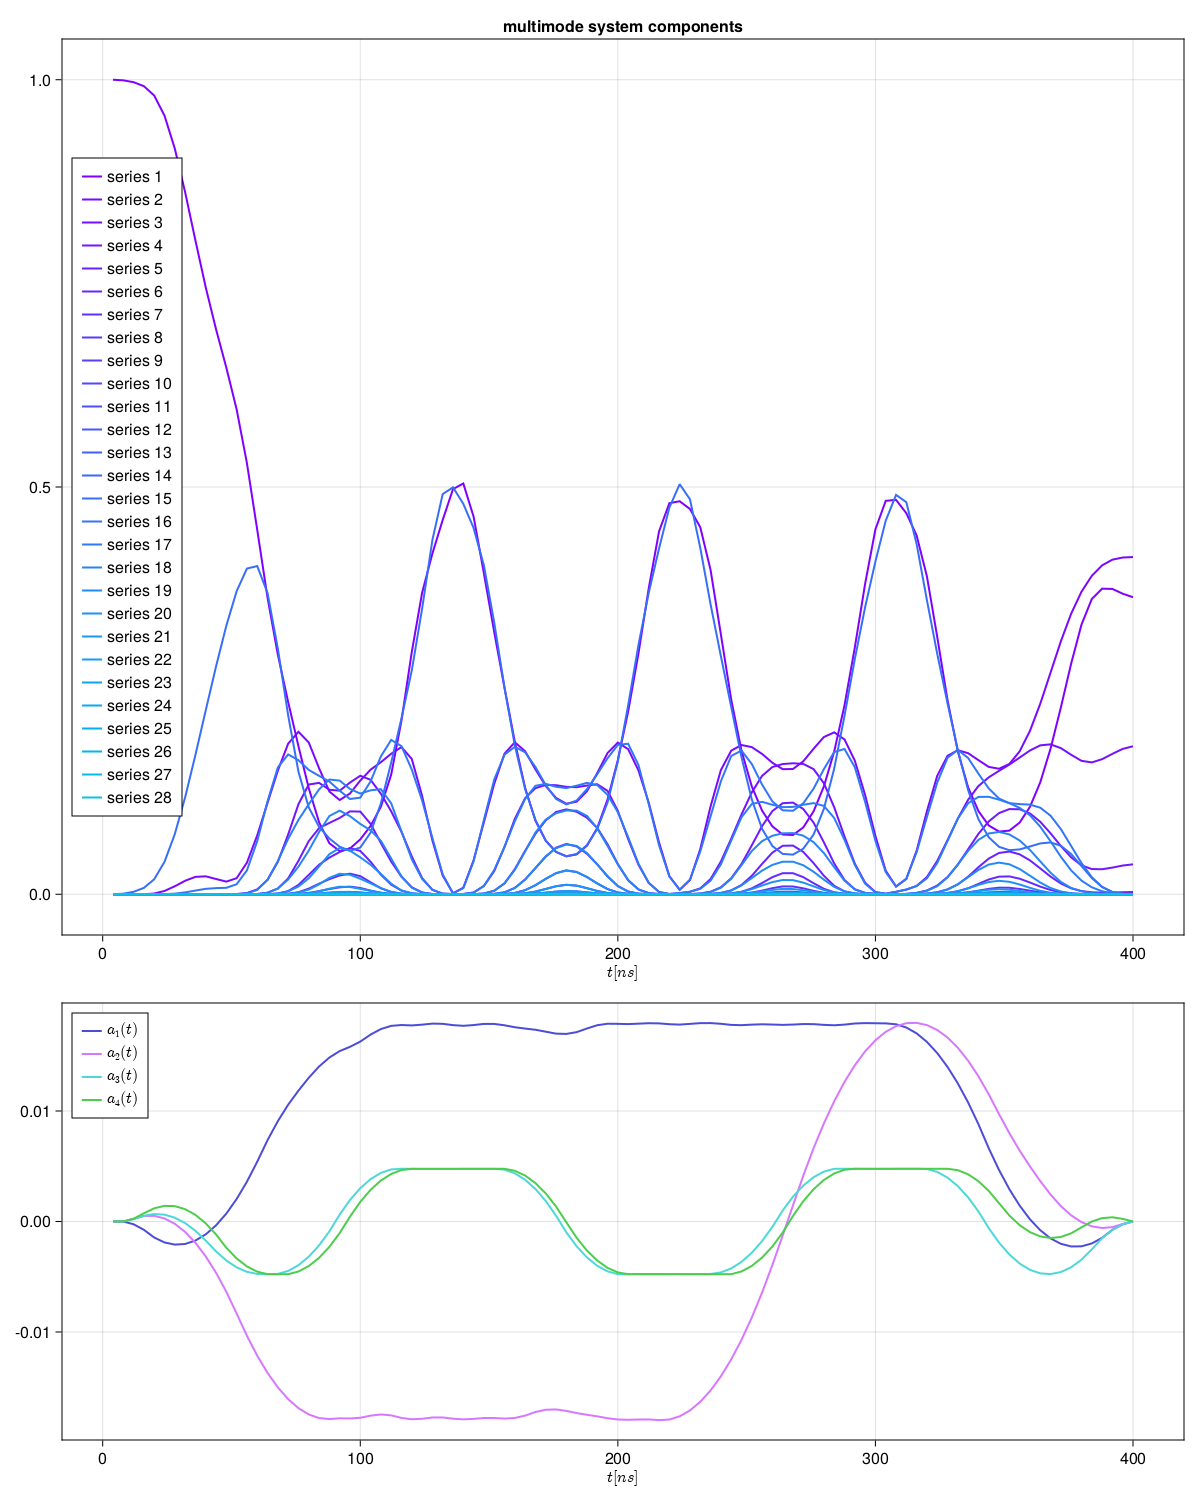 multimode system components
1.0
0.5
0.0
series 1
series 2
series 3
series 4
series 5
series 6
series 7
series 8
series 9
series 10
series 11
series 12
series 13
series 14
series 15
series 16
series 17
series 18
series 19
series 20
series 21
series 22
series 23
series 24
series 25
series 26
series 27
series 28
0 100 200 300 400
t[ns]
a₁(t)
a₂(t)
a₃(t)
a₄(t)
0.01
0.00
-0.01
0 100 200 300 400
t[ns]